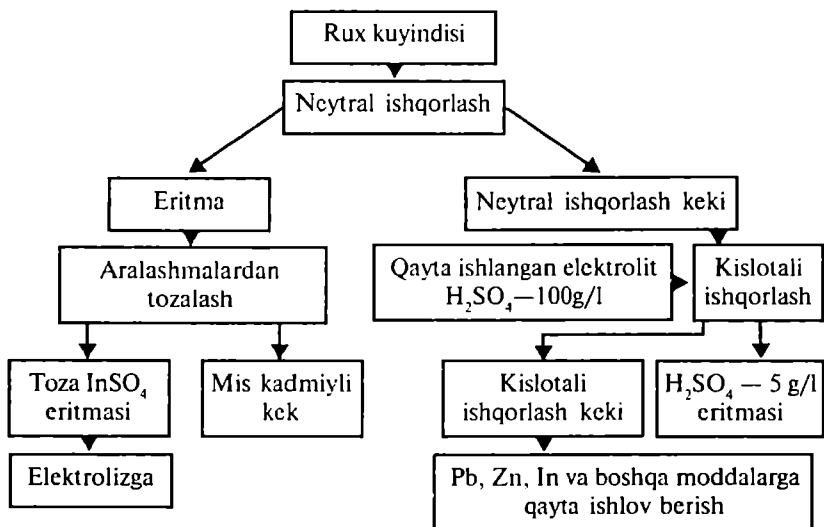 Rux kuyindisi
Neytral ishqorlash
Eritma
Neytral ishqorlash keki
Aralashmalardan
tozalash
Qayta ishlangan elektrolit
H₂SO₄—100g/l
Kislotali
ishqorlash
Toza InSO₄
eritmasi
Mis kadmiyli
kek
Kislotali
ishqorlash keki
H₂SO₄ — 5 g/l
eritmasi
Elektrolizga
Pb, Zn, In va boshqa moddalarga
qayta ishlov berish